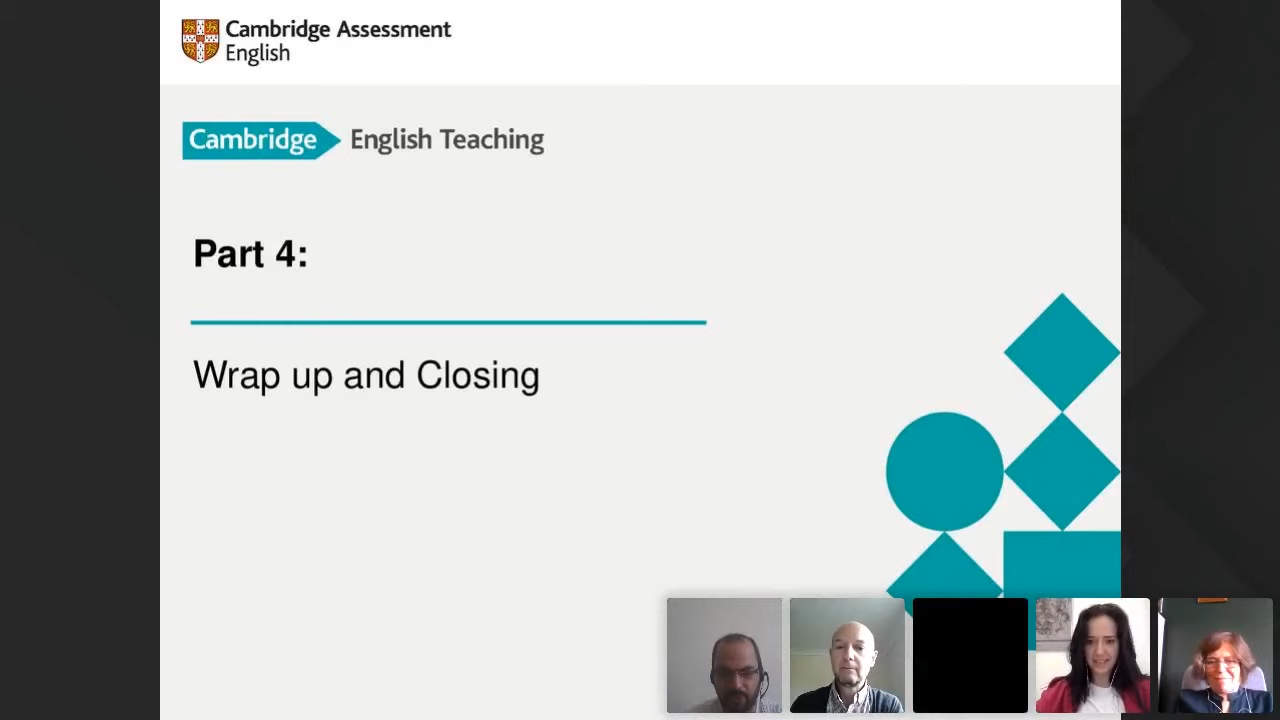 Cambridge Assessment
English
Cambridge English Teaching
Part 4:
Wrap up and Closing